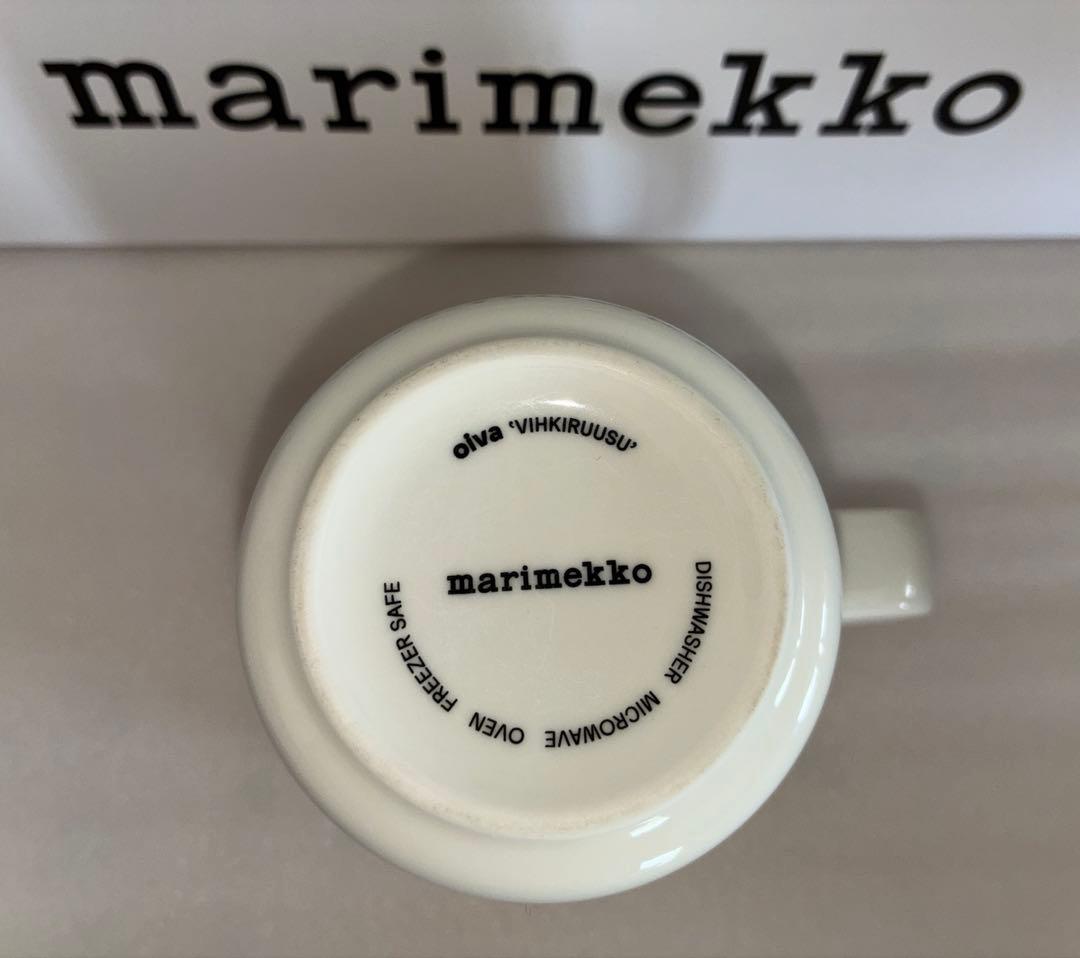 marimekko
oiva ‘VIHKIRUUSU’
marimekko
DISHWASHER MICROWAVE OVEN FREEZER SAFE